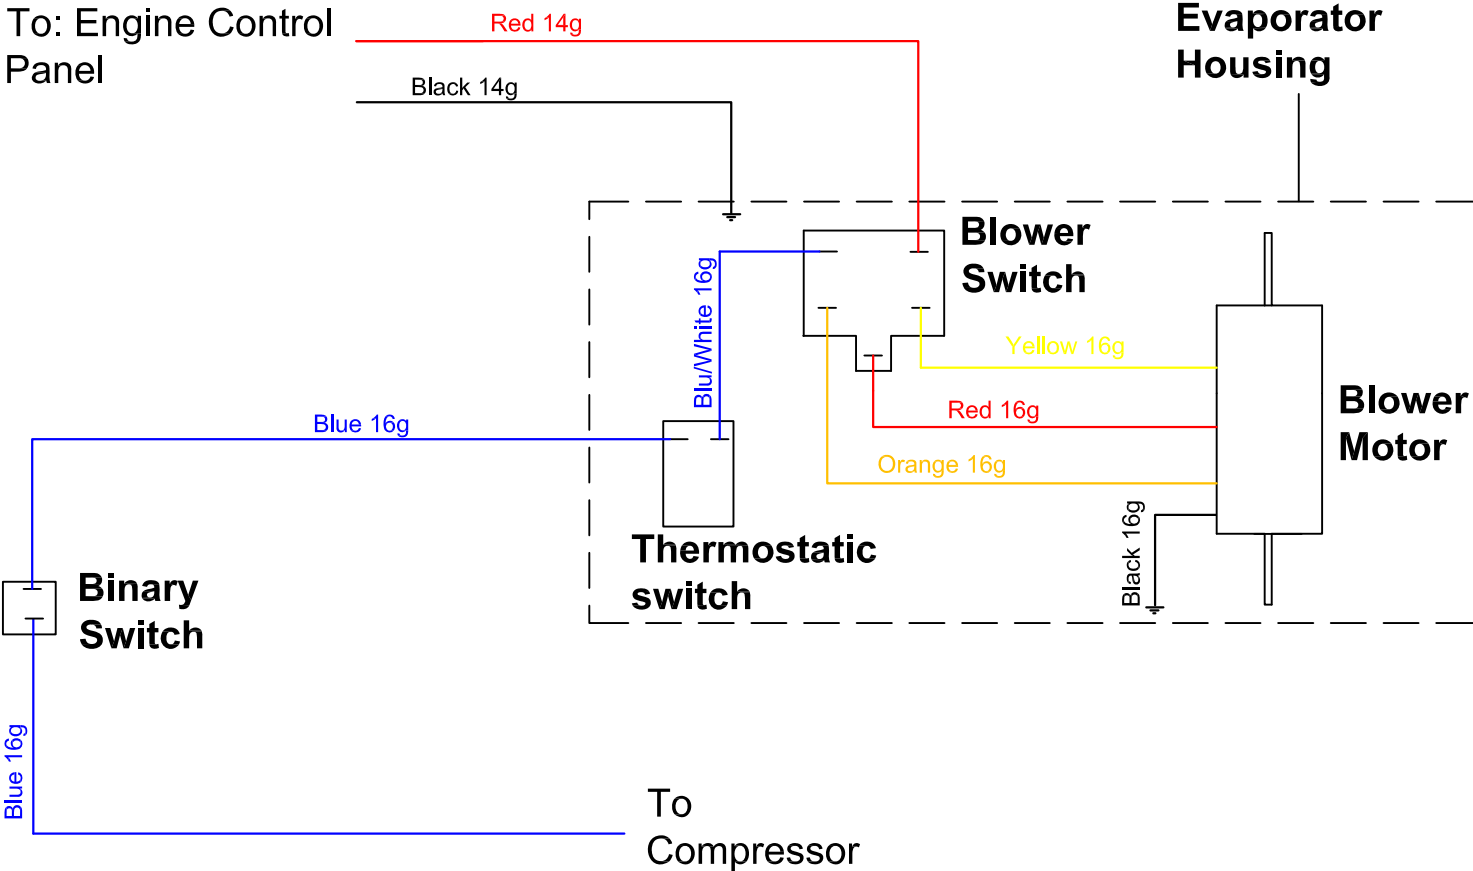 To: Engine Control
Panel
Red 14g
Black 14g
Evaporator
Housing
Blower
Switch
Blu/White 16g
Yellow 16g
Red 16g
Orange 16g
Blower
Motor
Blue 16g
Black 16g
Thermostatic
switch
Binary
Switch
Blue 16g
To
Compressor